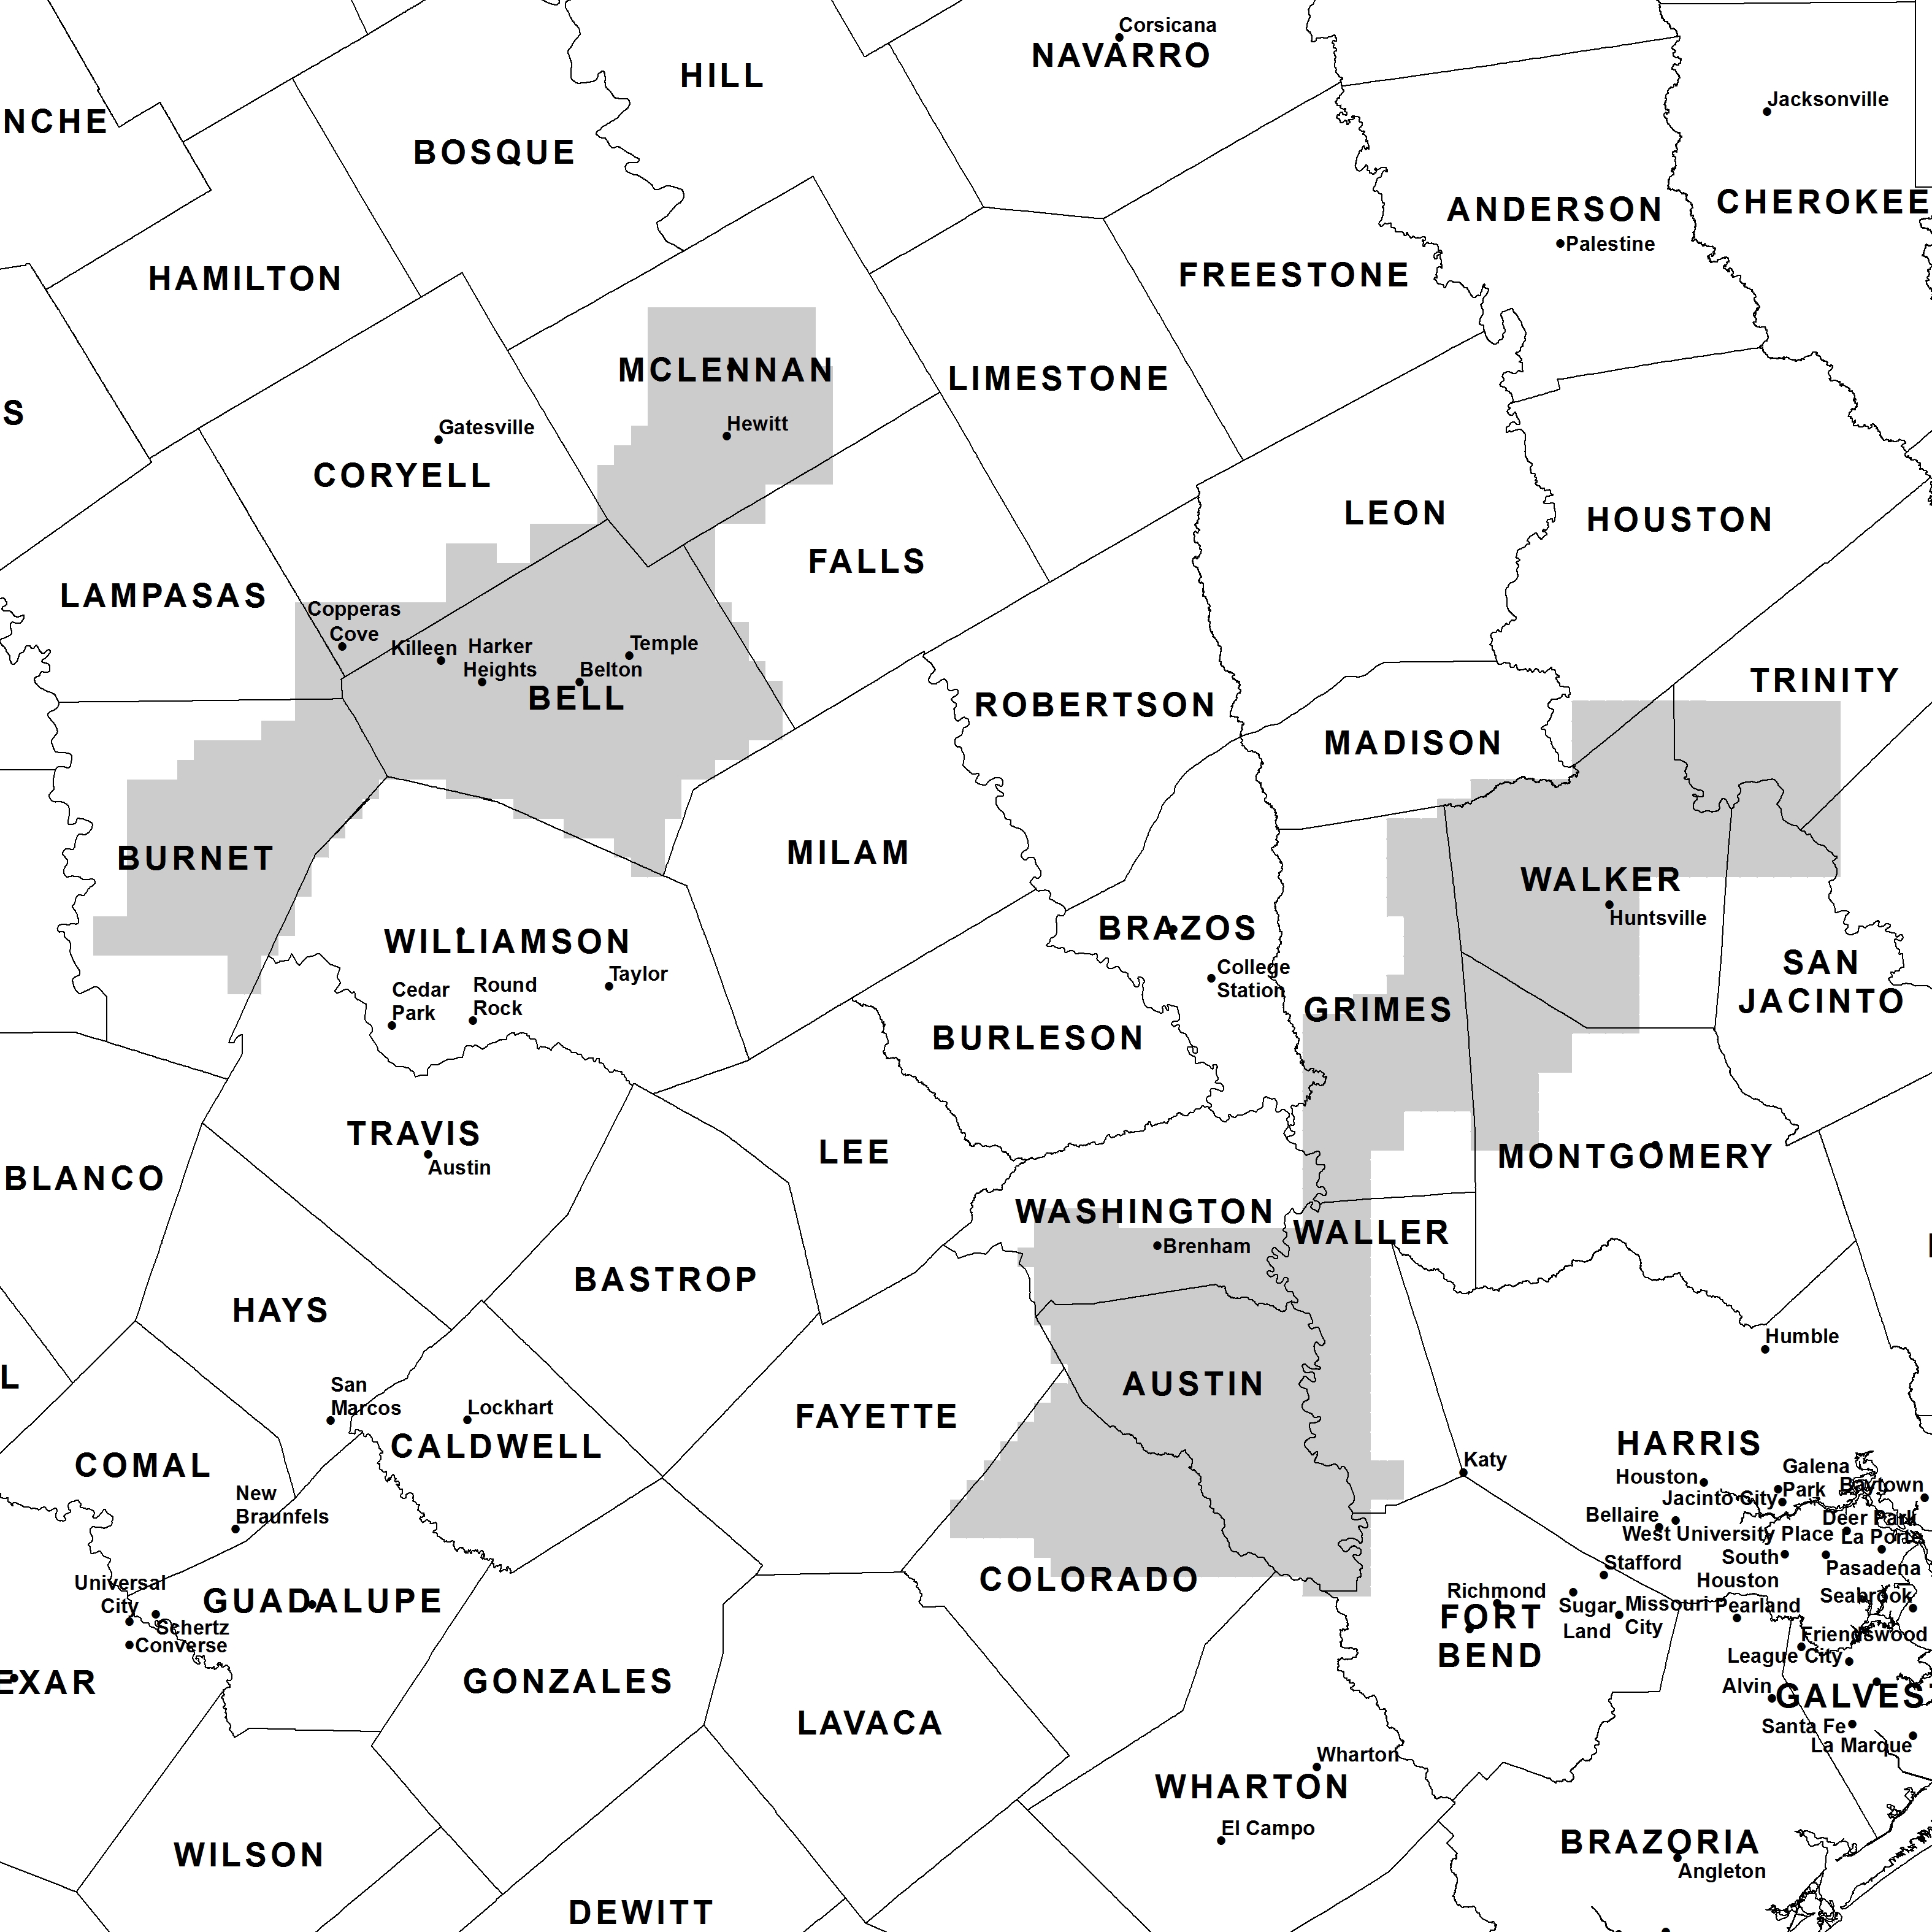 Corsicana
NAVARRO
HILL
Jacksonville
NCHE
BOSQUE
CHEROKEE
ANDERSON
Palestine
HAMILTON
FREESTONE
MCLENNAN
LIMESTONE
S
Hewitt
Gatesville
CORYELL
LEON
HOUSTON
FALLS
LAMPASAS
Copperas
Cove
Killeen
Harker
Heights
Temple
Belton
BELL
TRINITY
ROBERTSON
MADISON
MILAM
BURNET
WALKER
Huntsville
BRAZOS
WILLIAMSON
College
Station
SAN
JACINTO
Taylor
Cedar
Park
Round
Rock
GRIMES
BURLESON
TRAVIS
Austin
LEE
MONTGOMERY
BLANCO
WASHINGTON
WALLER
Brenham
BASTROP
HAYS
Humble
L
AUSTIN
San
Marcos
Lockhart
FAYETTE
CALDWELL
HARRIS
COMAL
Katy
Houston
Galena
Park
Baytown
Jacinto City
New
Braunfels
Bellaire
Deer Park
West University Place
La Porte
South
Houston
Stafford
Pasadena
COLORADO
Universal
City
GUADALUPE
Richmond
FORT
BEND
Sugar
Land
Missouri
City
Pearland
Seabrook
Schertz
Converse
Friendswood
League City
EXAR
GONZALES
Alvin
GALVES
LAVACA
Santa Fe
La Marque
Wharton
WHARTON
El Campo
BRAZORIA
WILSON
Angleton
DEWITT